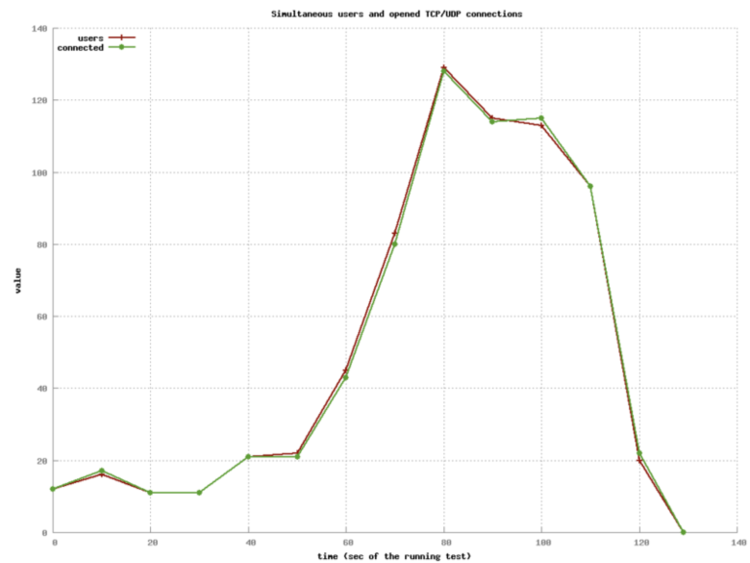 Simultaneous users and opened TCP/UDP connections
140
users
connected
120
100
80
60
40
20
0
value
0 20 40 60 80 100 120 140
time (sec of the running test)